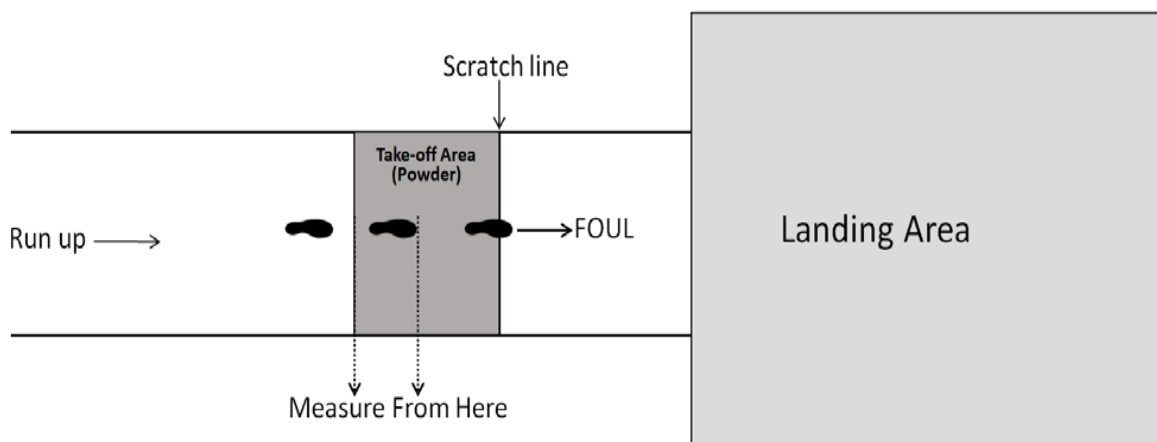 Scratch line
Take-off Area
(Powder)
Run up
FOUL
Landing Area
Measure From Here